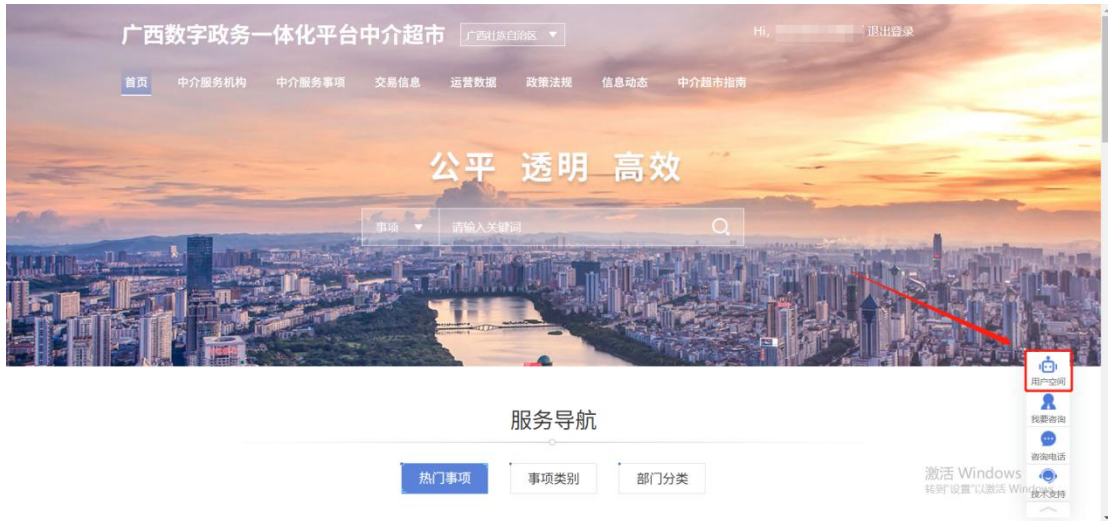 广西数字政务一体化平台中介超市 广西壮族自治区 ▼ Hi, 退出登录
首页 中介服务机构 中介服务事项 交易信息 运营数据 政策法规 信息动态 中介超市指南
公平 透明 高效
事项 ▼ 请输入关键词
用户空间
我要咨询
咨询电话
技术支持
服务导航
热门事项 事项类别 部门分类
激活 Windows
转到"设置"以激活 Windows